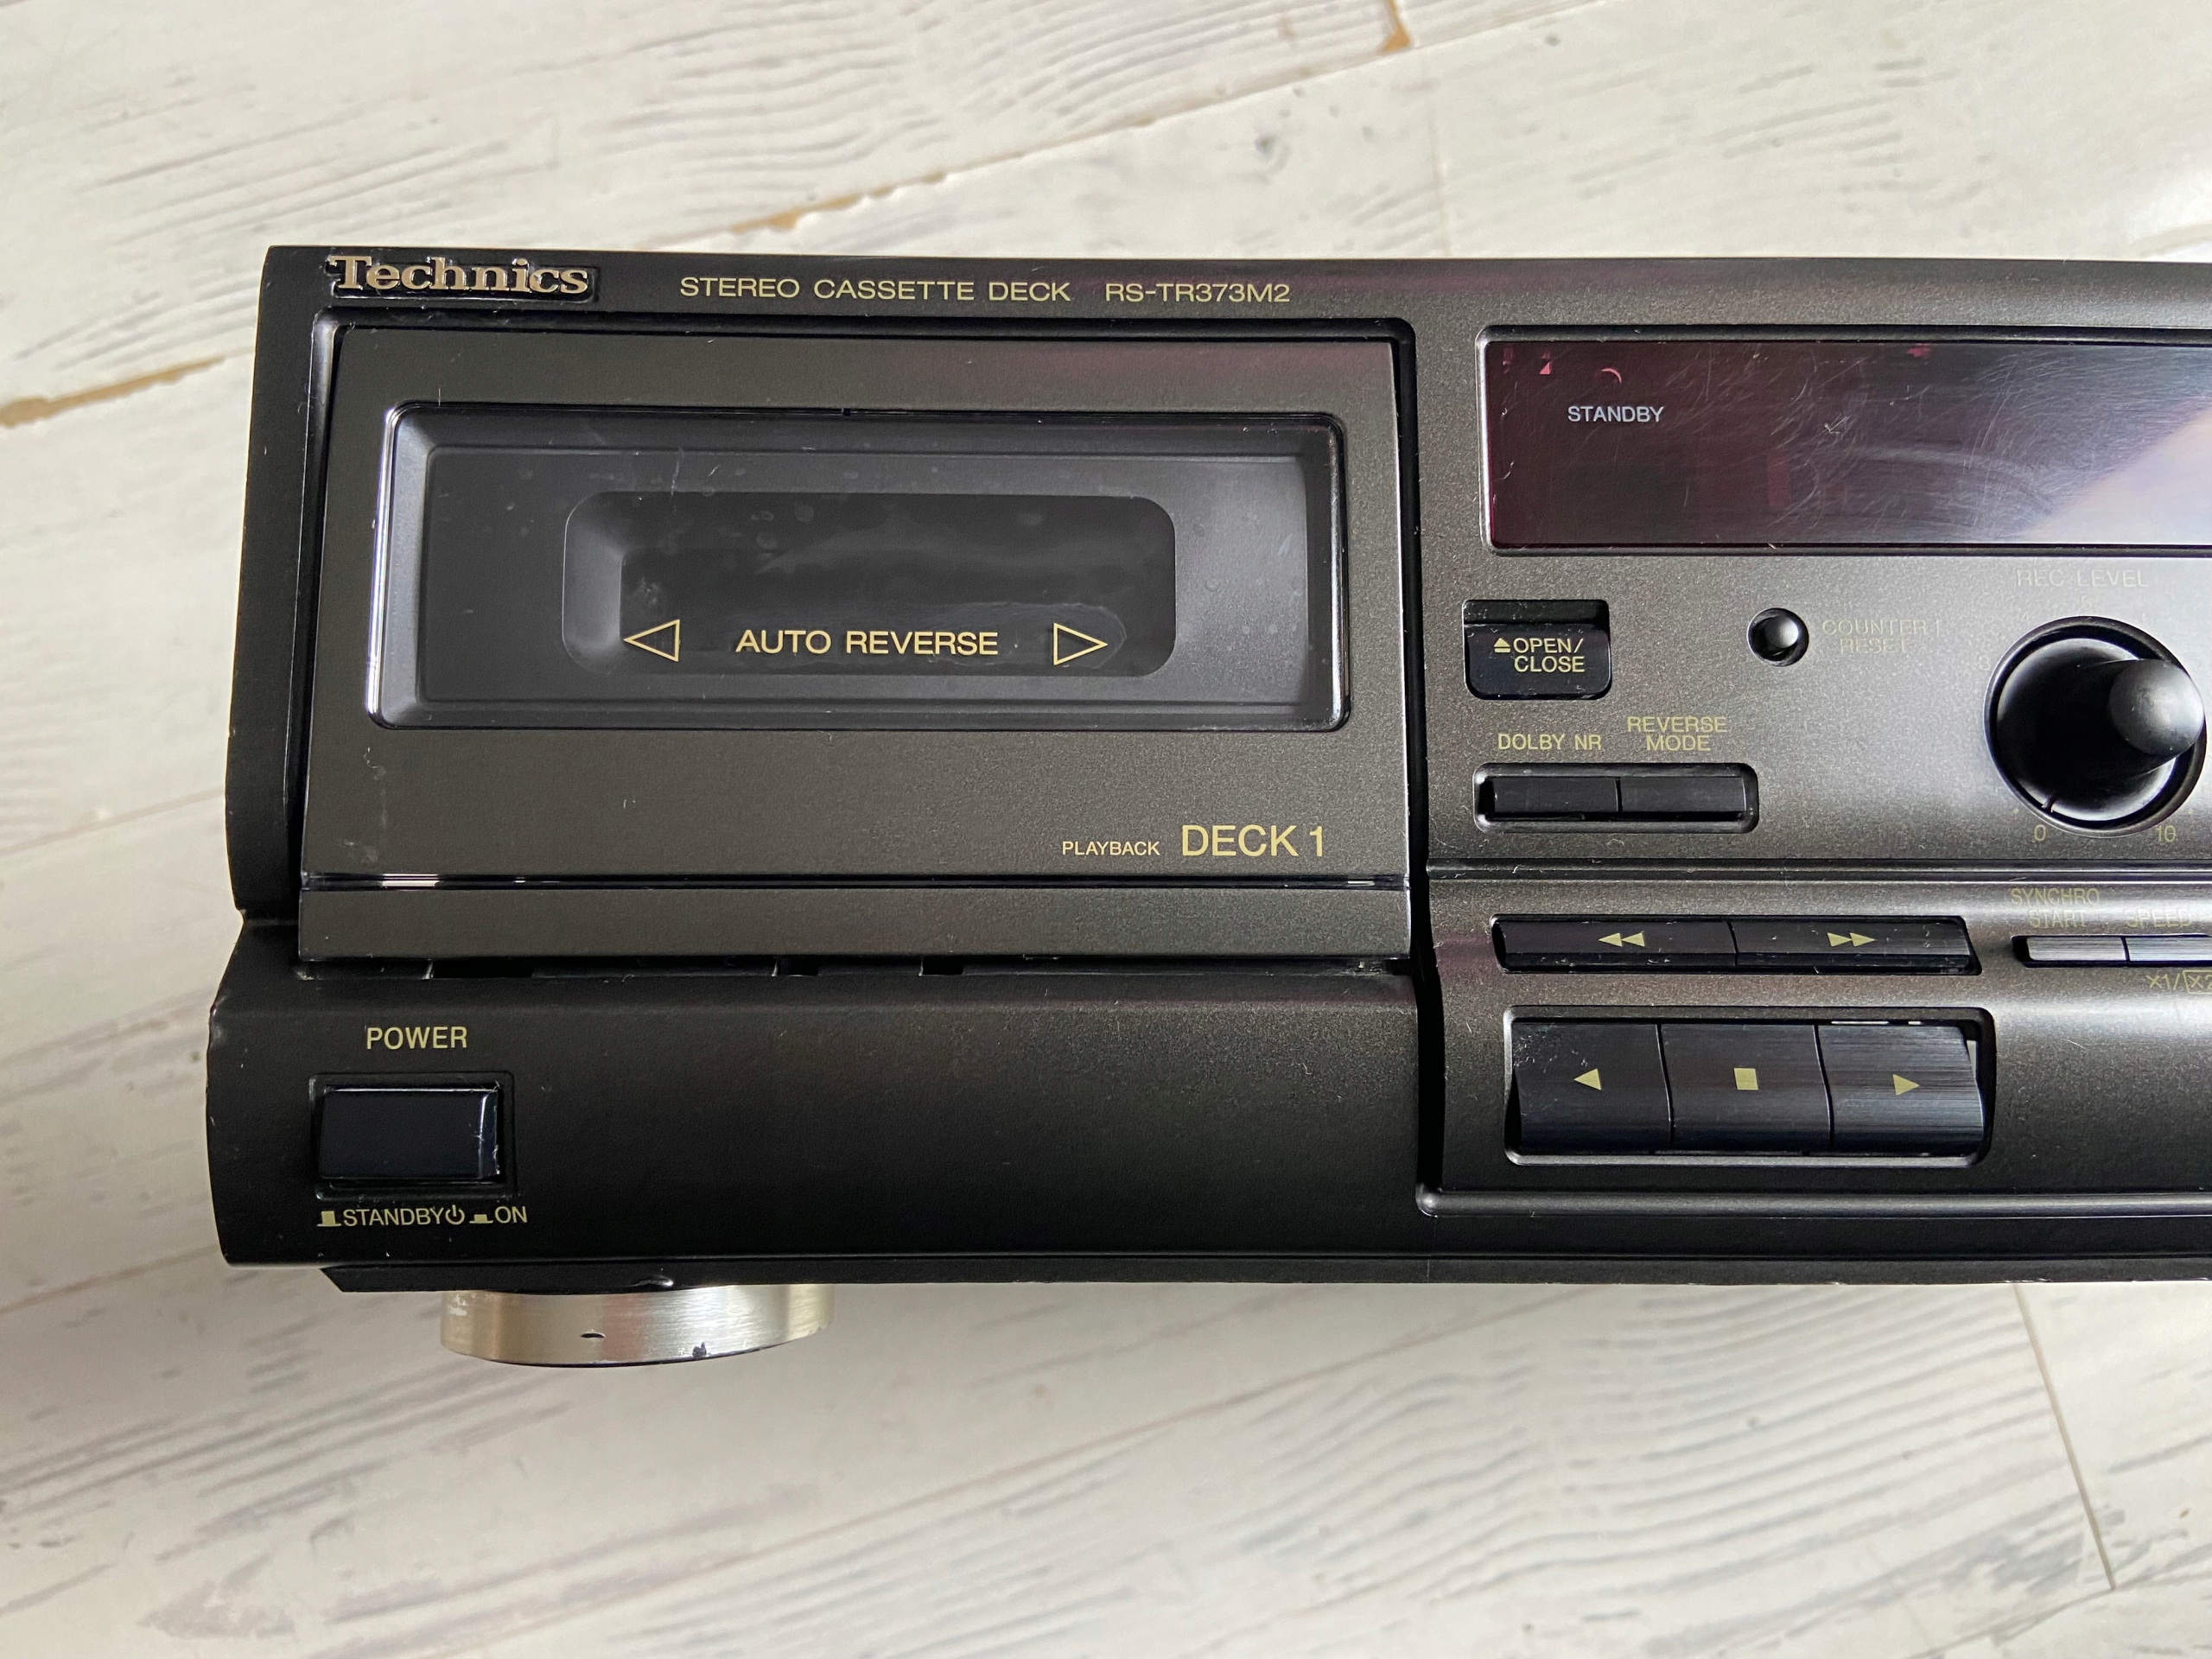 Technics
STEREO CASSETTE DECK RS-TR373M2
STANDBY
AUTO REVERSE
OPEN/
CLOSE
COUNTER 1
RESET
REC LEVEL
0 10
DOLBY NR
REVERSE
MODE
PLAYBACK DECK 1
SYNCHRO
START
SPEED
POWER
STANDBY ON